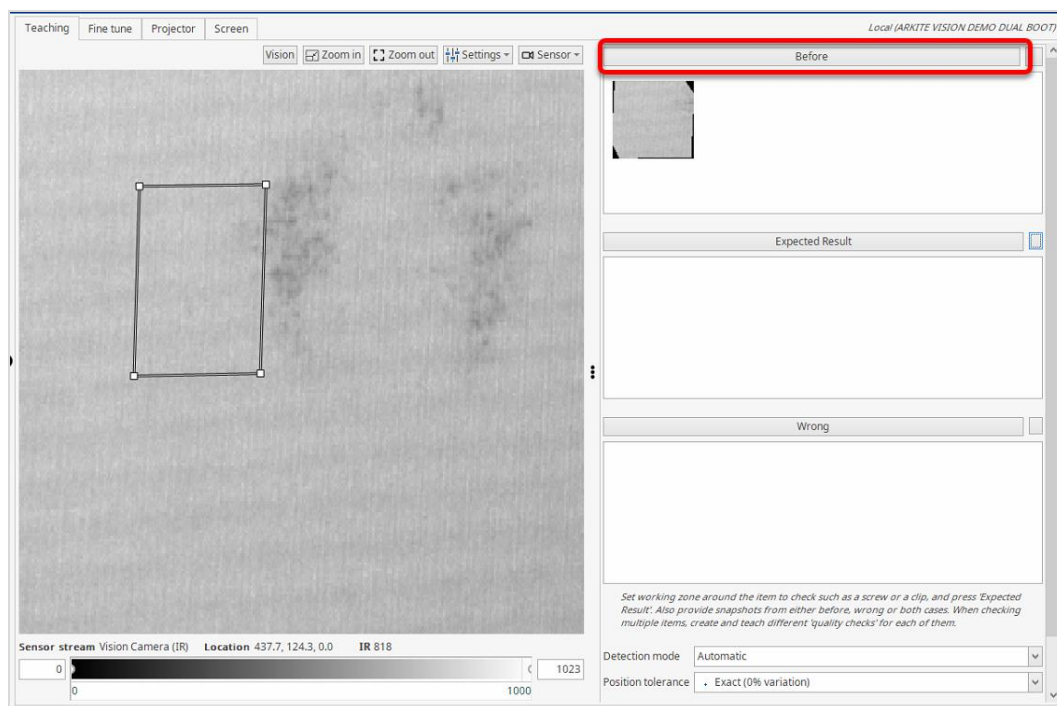 Teaching Fine tune Projector Screen
Local (ARKITE VISION DEMO DUAL BOOT)
Vision Zoom in Zoom out Settings Sensor
Before
Expected Result
Wrong
Set working zone around the item to check such as a screw or a clip, and press 'Expected
Result'. Also provide snapshots from either before, wrong or both cases. When checking
multiple items, create and teach different 'quality checks' for each of them.
Sensor stream Vision Camera (IR) Location 437.7, 124.3, 0.0 IR 818
0 1023
0 1000
Detection mode Automatic
Position tolerance Exact (0% variation)